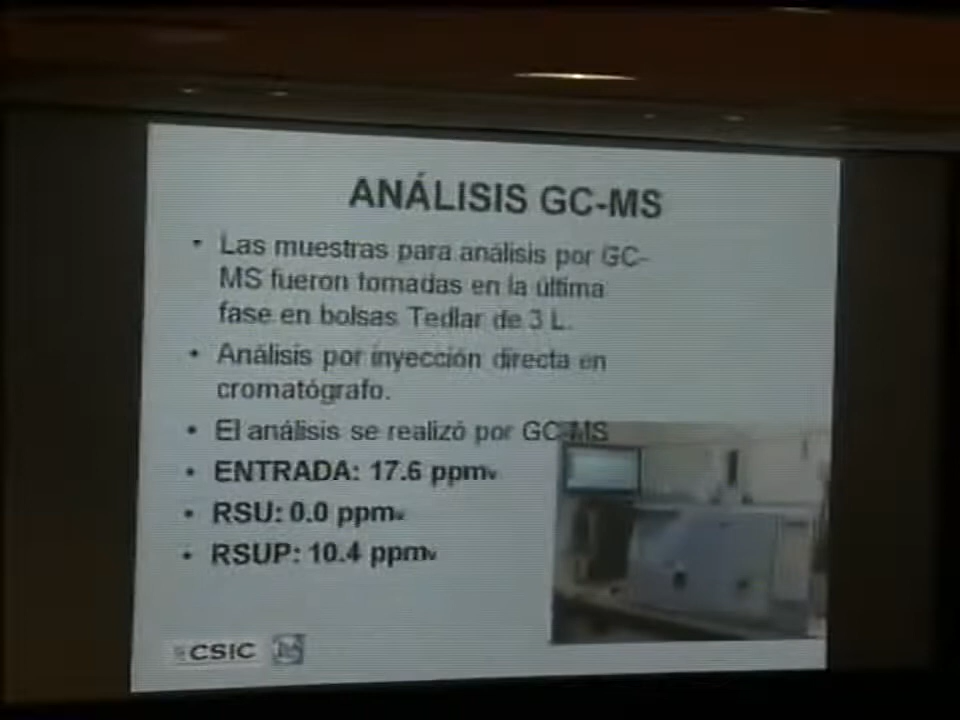 ANÁLISIS GC-MS
• Las muestras para análisis por GC-
MS fueron tomadas en la última
fase en bolsas Tedlar de 3 L.
• Análisis por inyección directa en
cromatógrafo.
• El análisis se realizó por GC-MS
• ENTRADA: 17.6 ppmv
• RSU: 0.0 ppmv
• RSUP: 10.4 ppmv
CSIC